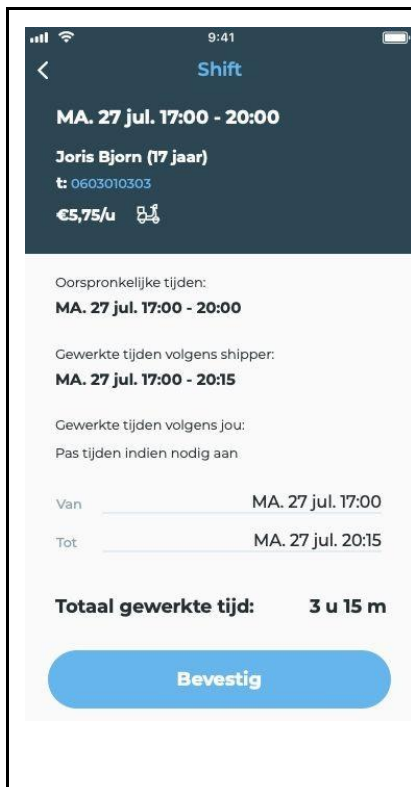 9:41
Shift
MA. 27 jul. 17:00 - 20:00
Joris Bjorn (17 jaar)
t: 0603010303
€5,75/u
Oorspronkelijke tijden:
MA. 27 jul. 17:00 - 20:00
Gewerkte tijden volgens shipper:
MA. 27 jul. 17:00 - 20:15
Gewerkte tijden volgens jou:
Pas tijden indien nodig aan
Van MA. 27 jul. 17:00
Tot MA. 27 jul. 20:15
Totaal gewerkte tijd: 3 u 15 m
Bevestig